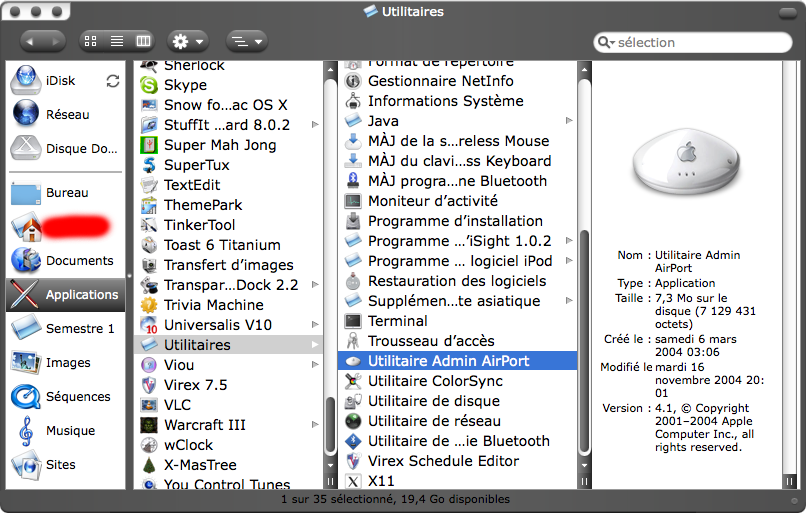 Utilitaires
sélection
iDisk
Réseau
Disque Do...
Bureau
Documents
Applications
Semestre 1
Images
Séquences
Musique
Sites
Sherlock
Skype
Snow fo...ac OS X
StuffIt ...ard 8.0.2
Super Mah Jong
SuperTux
TextEdit
ThemePark
TinkerTool
Toast 6 Titanium
Transfert d’images
Transpar...Dock 2.2
Trivia Machine
Universalis V10
Utilitaires
Viou
Virex 7.5
VLC
Warcraft III
wClock
X-MasTree
You Control Tunes
Format de répertoire
Gestionnaire NetInfo
Informations Système
Java
MÀJ de la s...reless Mouse
MÀJ du clavi...ss Keyboard
MÀJ progra...ne Bluetooth
Moniteur d’activité
Programme d’installation
Programme ...’iSight 1.0.2
Programme ... logiciel iPod
Restauration des logiciels
Supplémen...te asiatique
Terminal
Trousseau d’accès
Utilitaire Admin AirPort
Utilitaire ColorSync
Utilitaire de disque
Utilitaire de réseau
Utilitaire de ...ie Bluetooth
Virex Schedule Editor
X11
Nom : Utilitaire Admin
AirPort
Type : Application
Taille : 7,3 Mo sur le
disque (7 129 431
octets)
Créé le : samedi 6 mars
2004 03:06
Modifié le mardi 16
novembre 2004 20:
01
Version : 4.1, © Copyright
2001–2004 Apple
Computer Inc., all
rights reserved.
1 sur 35 sélectionné, 19,4 Go disponibles